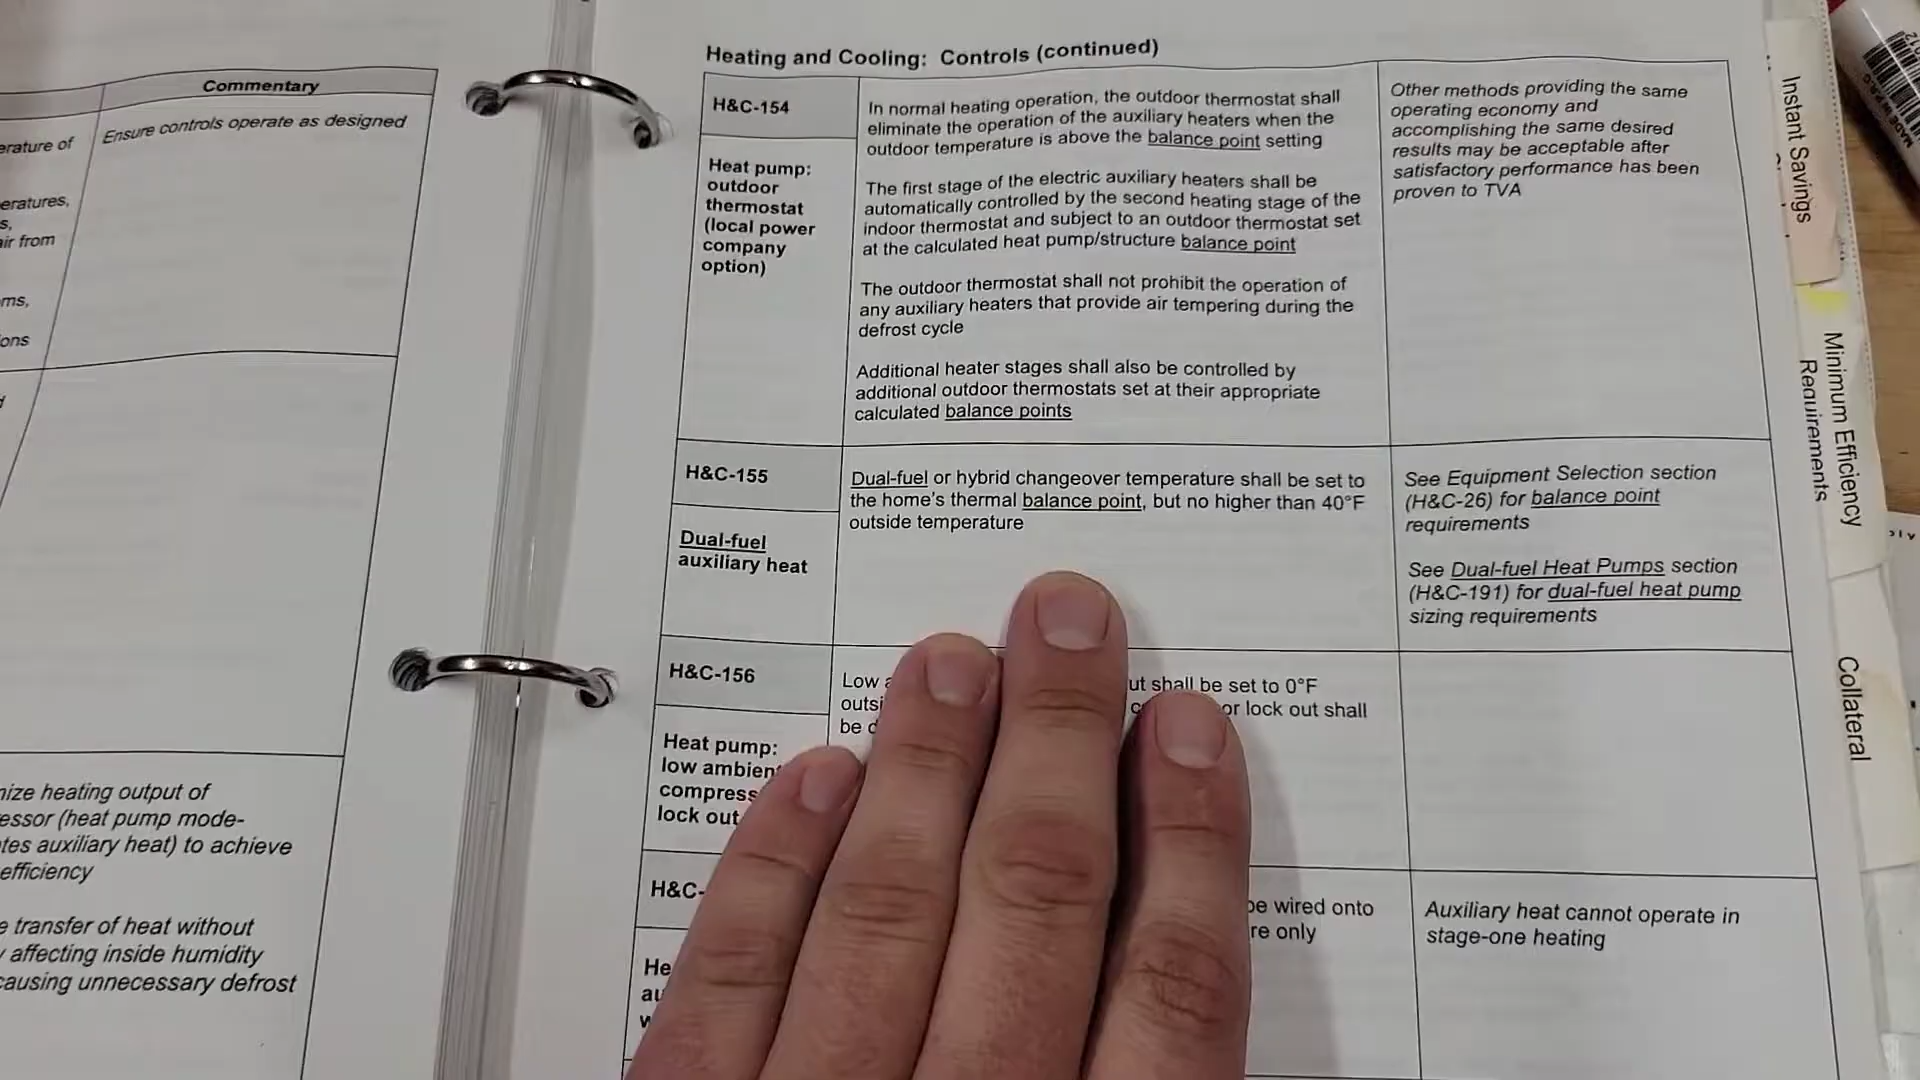 Commentary
Ensure controls operate as designed
erature of
eratures,
s,
air from
ms,
ons
nize heating output of
essor (heat pump mode-
tes auxiliary heat) to achieve
efficiency
e transfer of heat without
y affecting inside humidity
causing unnecessary defrost
Heating and Cooling: Controls (continued)
H&C-154
Heat pump:
outdoor
thermostat
(local power
company
option)
In normal heating operation, the outdoor thermostat shall
eliminate the operation of the auxiliary heaters when the
outdoor temperature is above the balance point setting
The first stage of the electric auxiliary heaters shall be
automatically controlled by the second heating stage of the
indoor thermostat and subject to an outdoor thermostat set
at the calculated heat pump/structure balance point
The outdoor thermostat shall not prohibit the operation of
any auxiliary heaters that provide air tempering during the
defrost cycle
Additional heater stages shall also be controlled by
additional outdoor thermostats set at their appropriate
calculated balance points
Other methods providing the same
operating economy and
accomplishing the same desired
results may be acceptable after
satisfactory performance has been
proven to TVA
H&C-155
Dual-fuel
auxiliary heat
Dual-fuel or hybrid changeover temperature shall be set to
the home's thermal balance point, but no higher than 40°F
outside temperature
See Equipment Selection section
(H&C-26) for balance point
requirements
See Dual-fuel Heat Pumps section
(H&C-191) for dual-fuel heat pump
sizing requirements
H&C-156
Heat pump:
low ambien
compress
lock out
Low a
ut shall be set to 0°F
outsi
or lock out shall
be d
H&C-
He
au
w
be wired onto
re only
Auxiliary heat cannot operate in
stage-one heating
Instant Savings
Minimum Efficiency
Requirements
Collateral